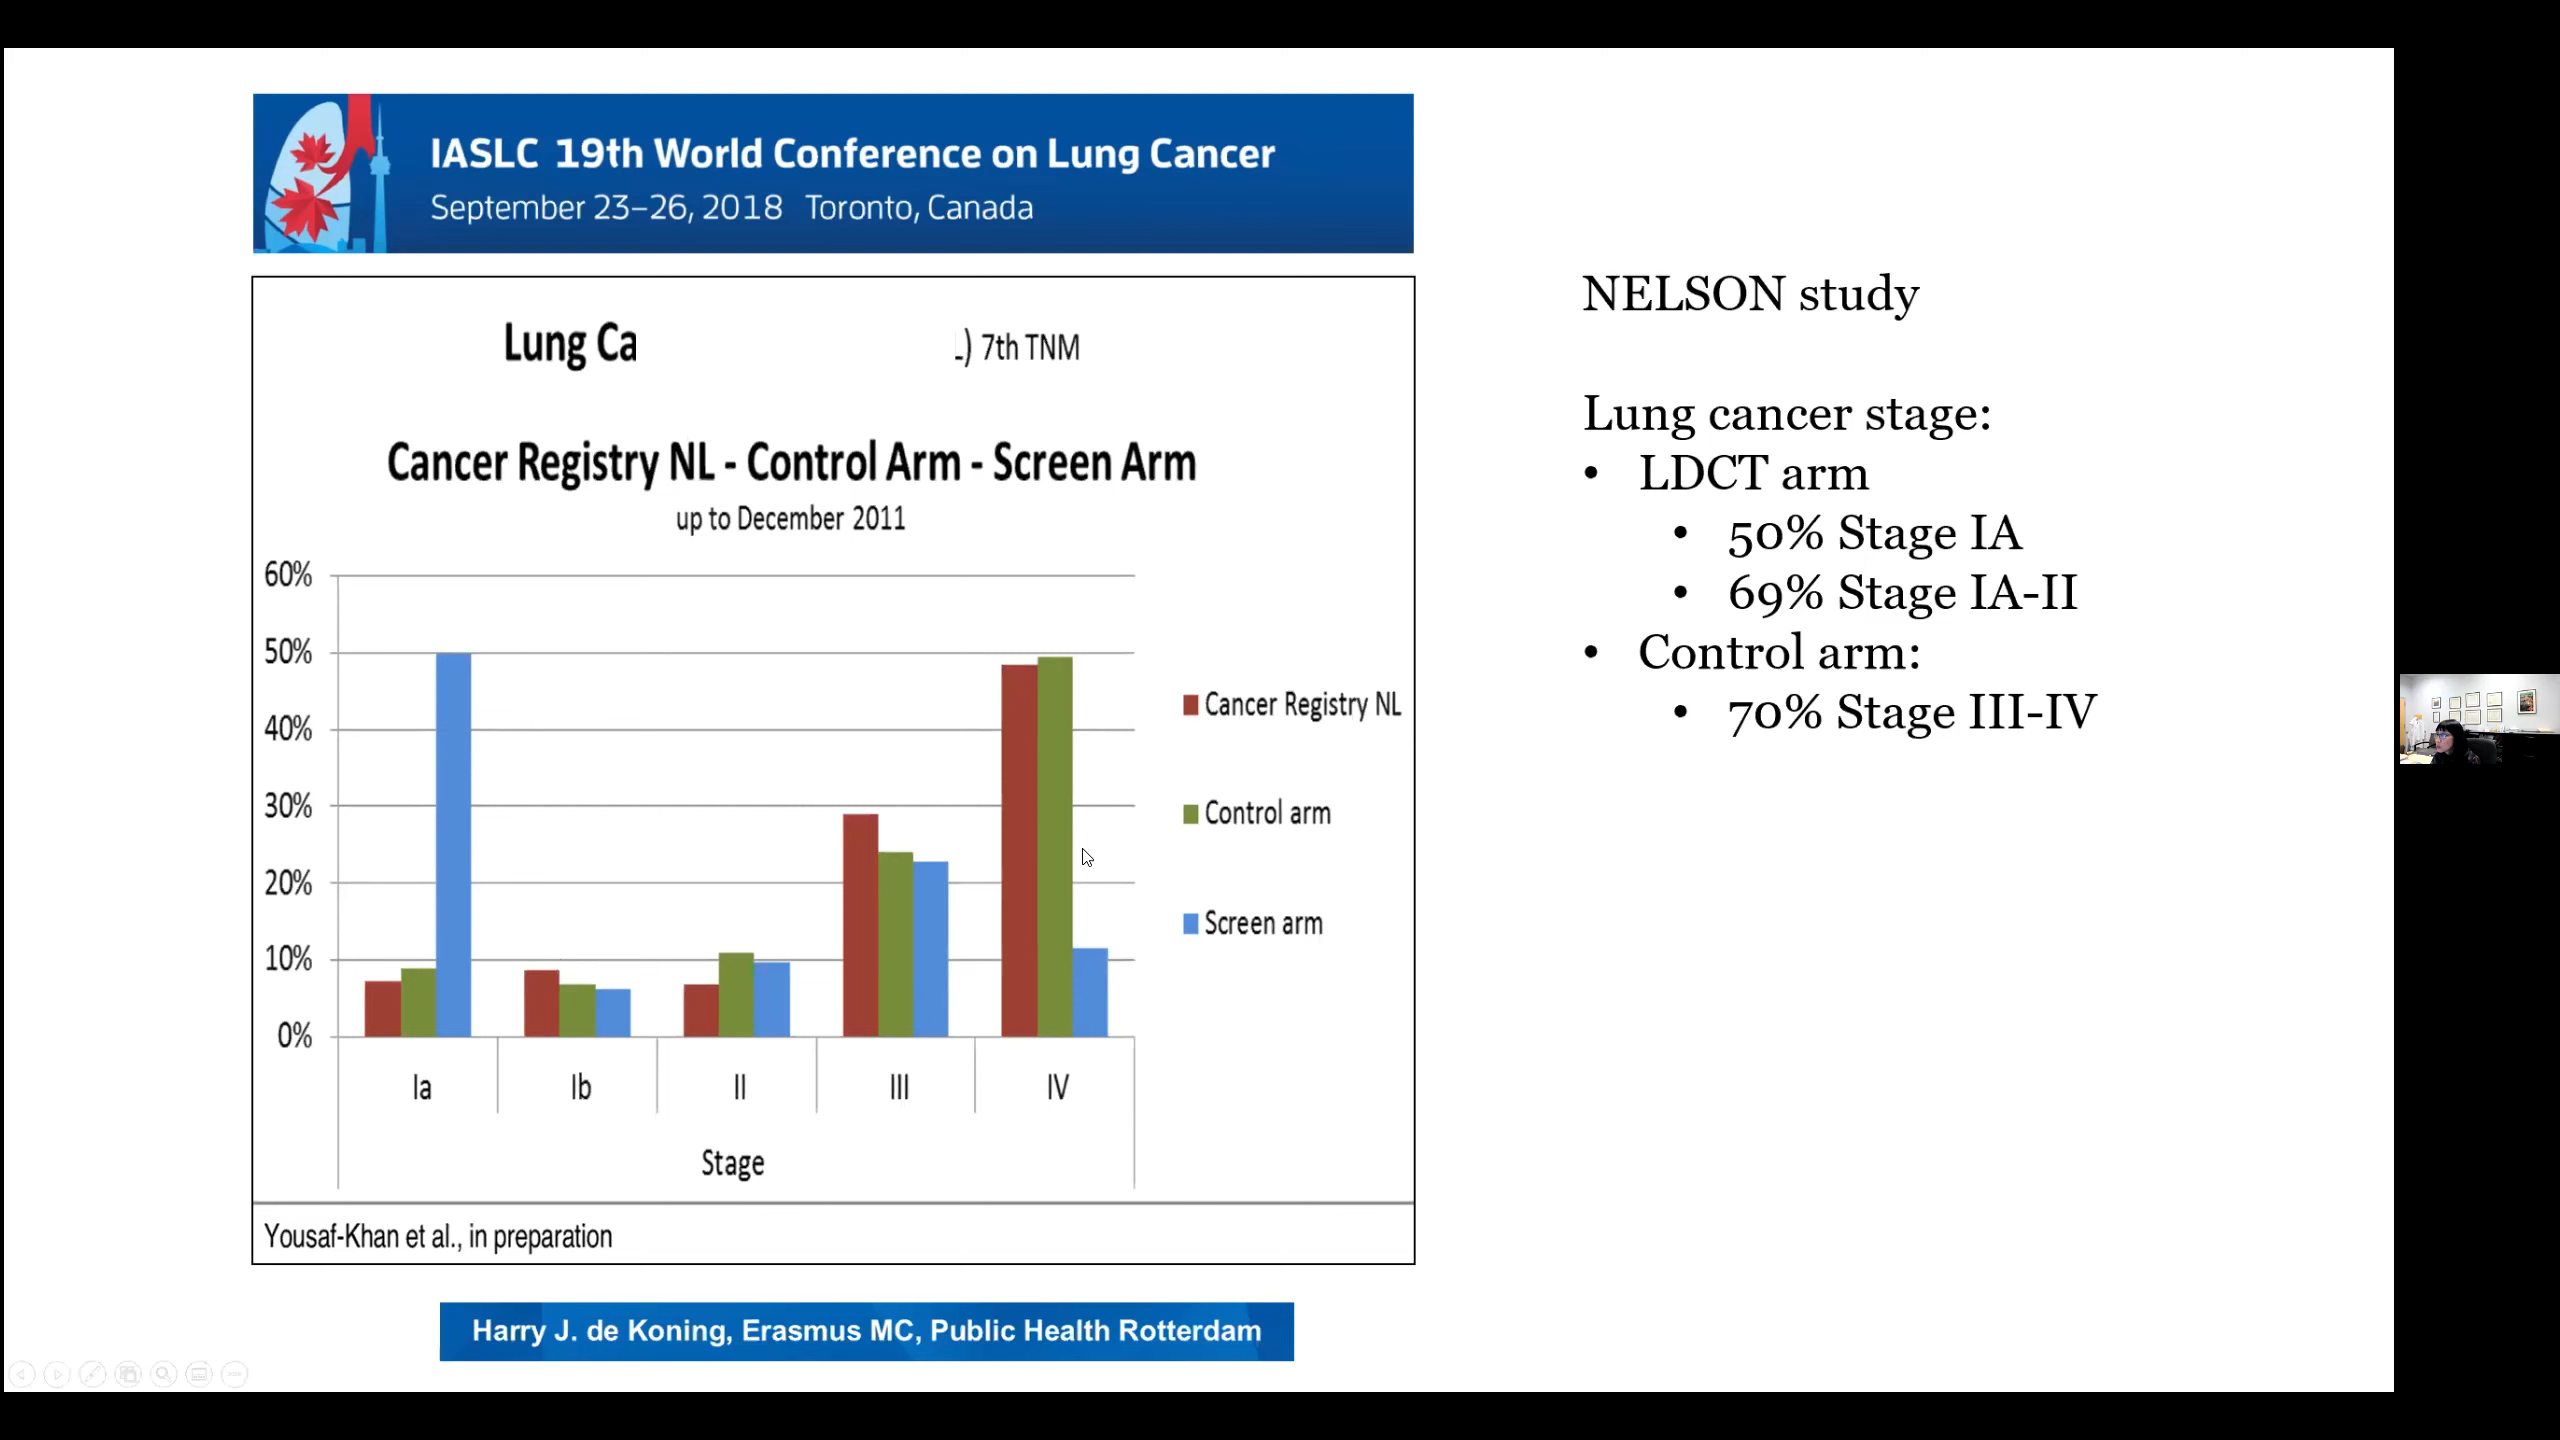 IASLC 19th World Conference on Lung Cancer
September 23–26, 2018 Toronto, Canada
Lung Ca
) 7th TNM
Cancer Registry NL - Control Arm - Screen Arm
up to December 2011
60%
50%
40%
30%
20%
10%
0%
Ia Ib II III IV
Stage
Cancer Registry NL
Control arm
Screen arm
Yousaf-Khan et al., in preparation
Harry J. de Koning, Erasmus MC, Public Health Rotterdam
NELSON study
Lung cancer stage:
• LDCT arm
• 50% Stage IA
• 69% Stage IA-II
• Control arm:
• 70% Stage III-IV